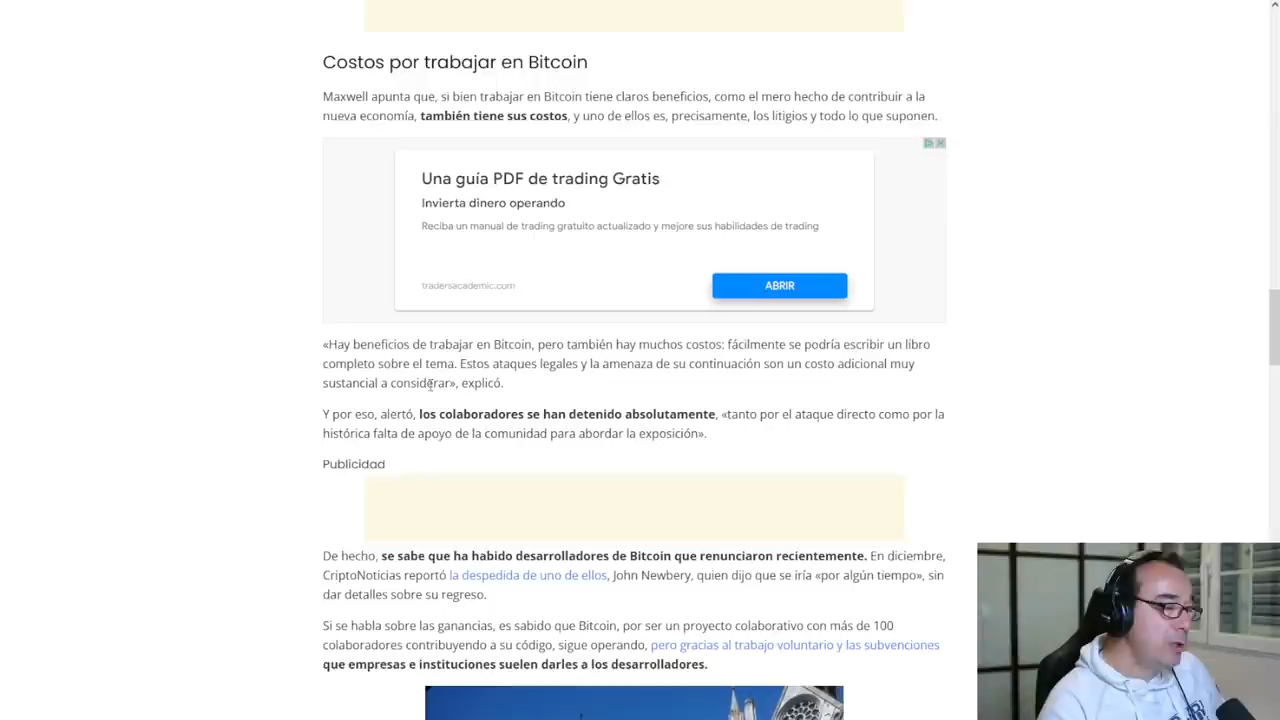 Costos por trabajar en Bitcoin
Maxwell apunta que, si bien trabajar en Bitcoin tiene claros beneficios, como el mero hecho de contribuir a la
nueva economía, también tiene sus costos, y uno de ellos es, precisamente, los litigios y todo lo que suponen.
Una guía PDF de trading Gratis
Invierta dinero operando
Reciba un manual de trading gratuito actualizado y mejore sus habilidades de trading
tradersacademic.com
ABRIR
«Hay beneficios de trabajar en Bitcoin, pero también hay muchos costos: fácilmente se podría escribir un libro
completo sobre el tema. Estos ataques legales y la amenaza de su continuación son un costo adicional muy
sustancial a considerar», explicó.
Y por eso, alertó, los colaboradores se han detenido absolutamente, «tanto por el ataque directo como por la
histórica falta de apoyo de la comunidad para abordar la exposición».
Publicidad
De hecho, se sabe que ha habido desarrolladores de Bitcoin que renunciaron recientemente. En diciembre,
CriptoNoticias reportó la despedida de uno de ellos, John Newbery, quien dijo que se iría «por algún tiempo», sin
dar detalles sobre su regreso.
Si se habla sobre las ganancias, es sabido que Bitcoin, por ser un proyecto colaborativo con más de 100
colaboradores contribuyendo a su código, sigue operando, pero gracias al trabajo voluntario y las subvenciones
que empresas e instituciones suelen darles a los desarrolladores.